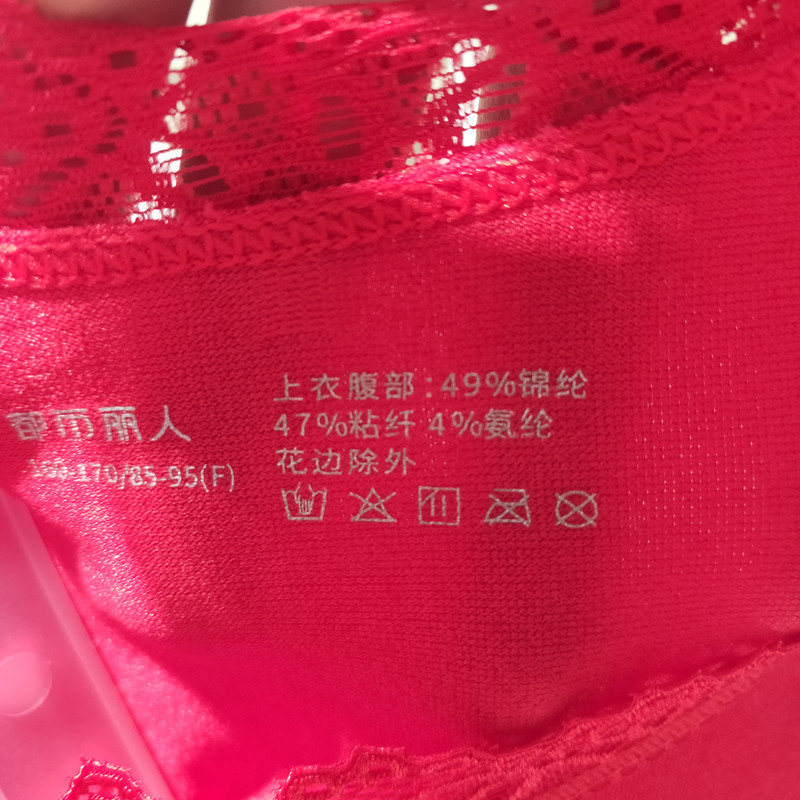 都市丽人
160-170/85-95(F)
上衣腹部:49%锦纶
47%粘纤 4%氨纶
花边除外